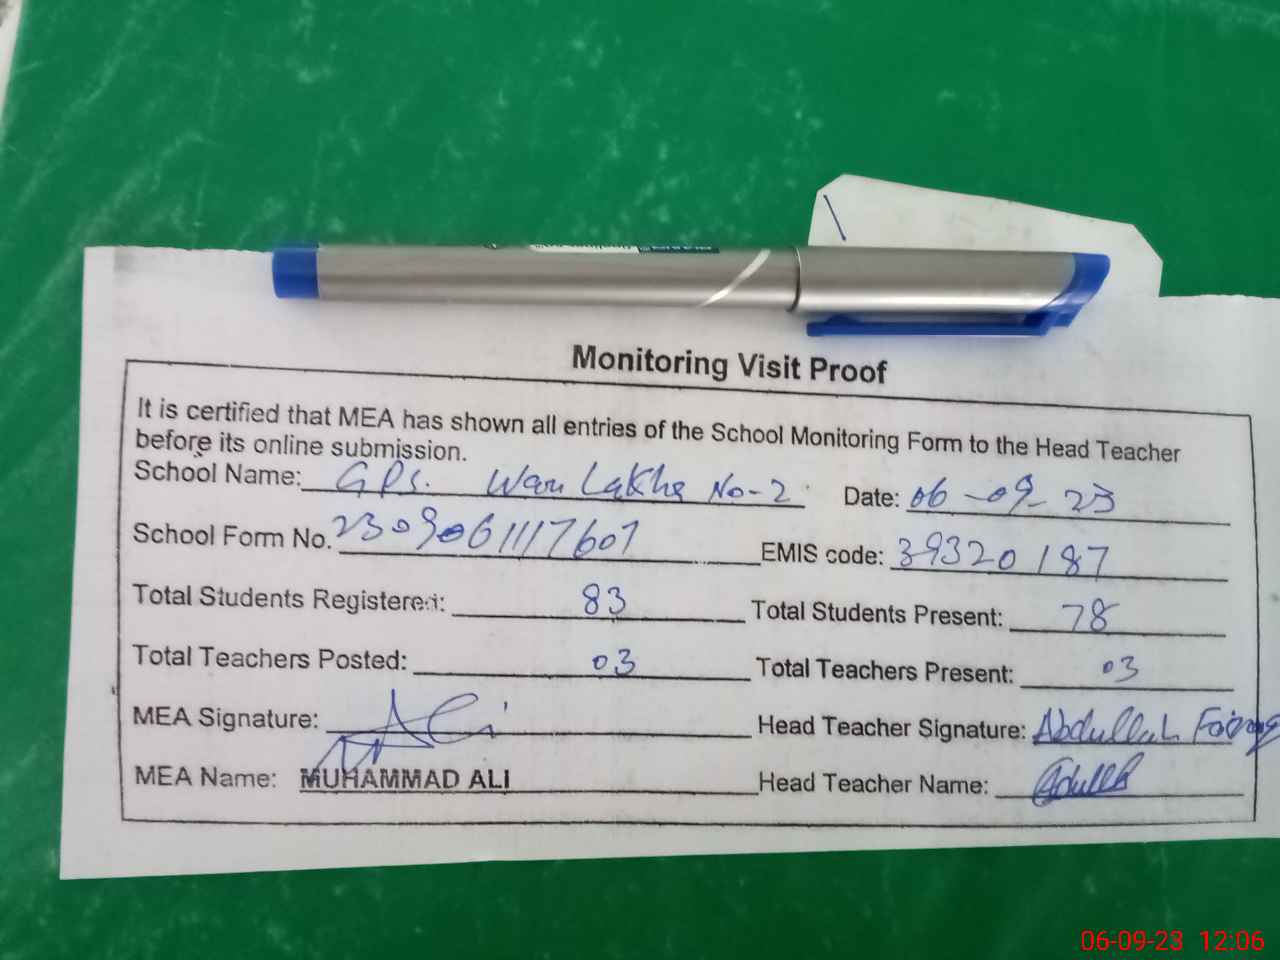 Monitoring Visit Proof
It is certified that MEA has shown all entries of the School Monitoring Form to the Head Teacher
before its online submission.
School Name: GPS. Wan Lakha No-2 Date: 06-09-23
School Form No. 2309061117607 EMIS code: 39320187
Total Students Registered: 83 Total Students Present: 78
Total Teachers Posted: 03 Total Teachers Present: 03
MEA Signature: Ali Head Teacher Signature: Abdullah
MEA Name: MUHAMMAD ALI Head Teacher Name:
06-09-23 12:06